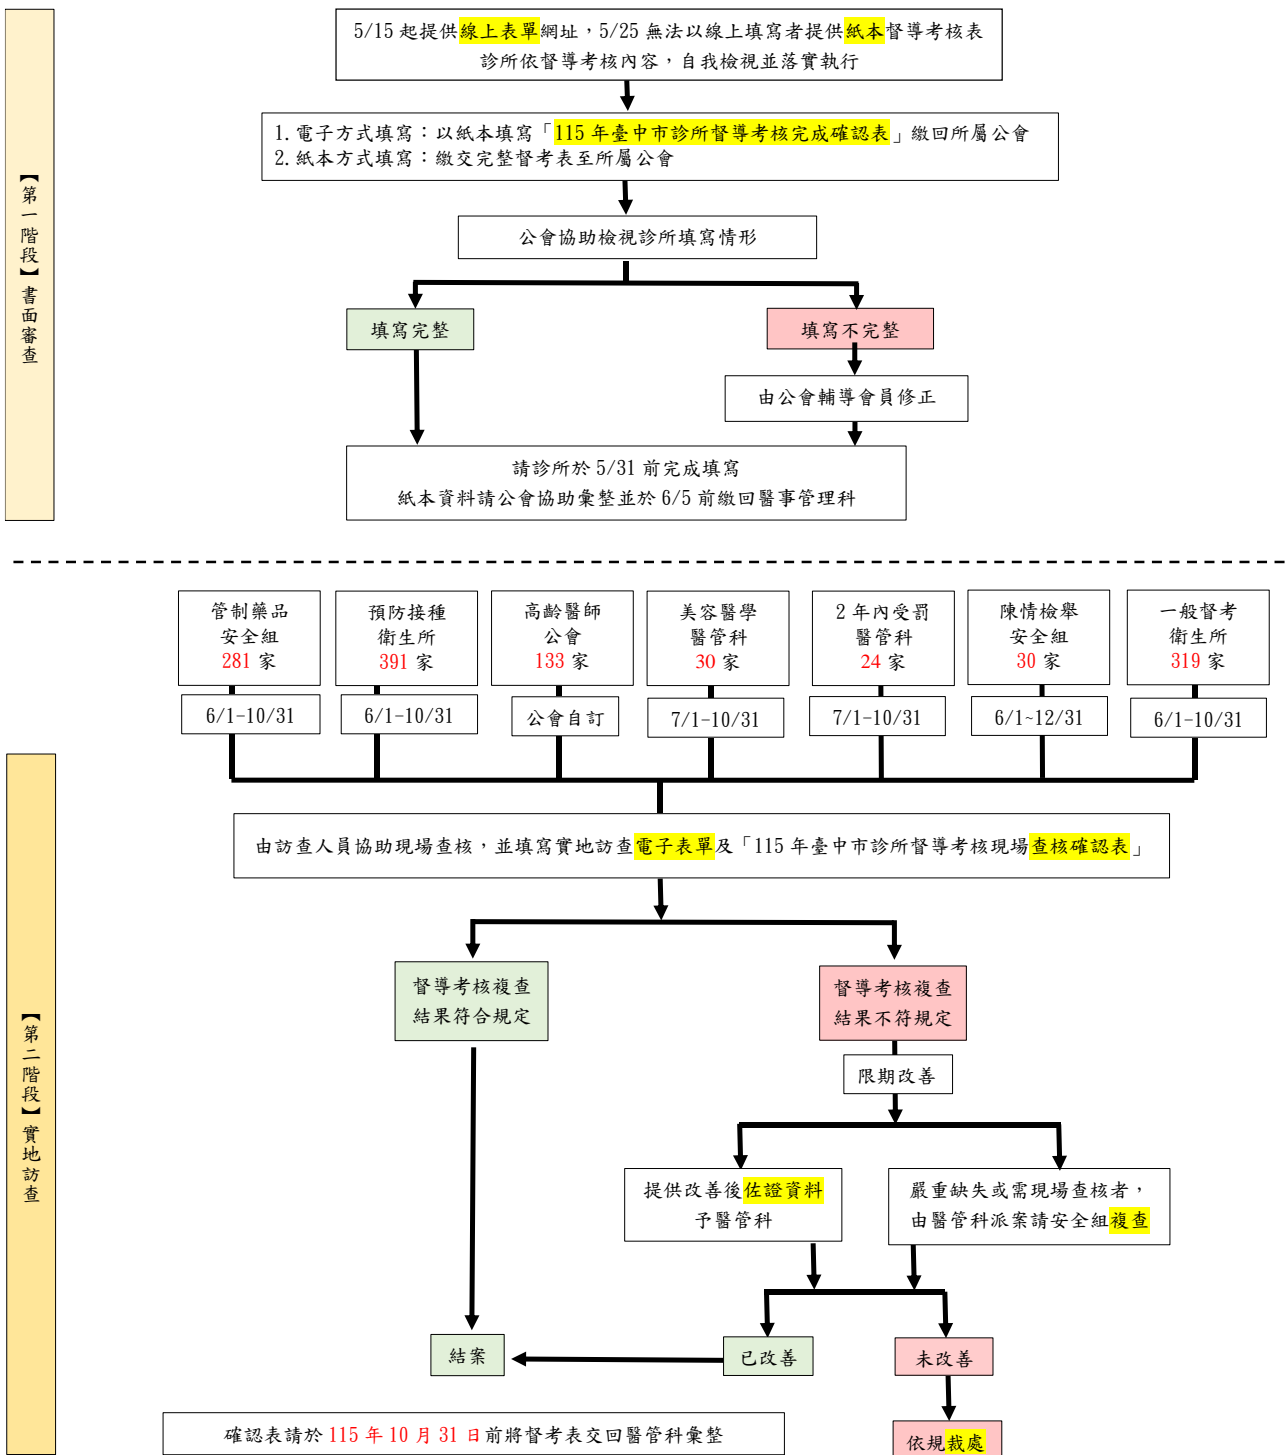 5/15 起提供線上表單網址，5/25 無法以線上填寫者提供紙本督導考核表
診所依督導考核內容，自我檢視並落實執行
1. 電子方式填寫：以紙本填寫「115 年臺中市診所督導考核完成確認表」繳回所屬公會
2. 紙本方式填寫：繳交完整督考表至所屬公會
【第一階段】書面審查
公會協助檢視診所填寫情形
填寫完整
填寫不完整
由公會輔導會員修正
請診所於 5/31 前完成填寫
紙本資料請公會協助彙整並於 6/5 前繳回醫事管理科
管制藥品
安全組
281 家
預防接種
衛生所
391 家
高齡醫師
公會
133 家
美容醫學
醫管科
30 家
2 年內受罰
醫管科
24 家
陳情檢舉
安全組
30 家
一般督考
衛生所
319 家
6/1-10/31
6/1-10/31
公會自訂
7/1-10/31
7/1-10/31
6/1~12/31
6/1-10/31
【第二階段】實地訪查
由訪查人員協助現場查核，並填寫實地訪查電子表單及「115 年臺中市診所督導考核現場查核確認表」
督導考核複查
結果符合規定
督導考核複查
結果不符規定
限期改善
提供改善後佐證資料
予醫管科
嚴重缺失或需現場查核者，
由醫管科派案請安全組複查
結案
已改善
未改善
依規裁處
確認表請於 115 年 10 月 31 日前將督考表交回醫管科彙整